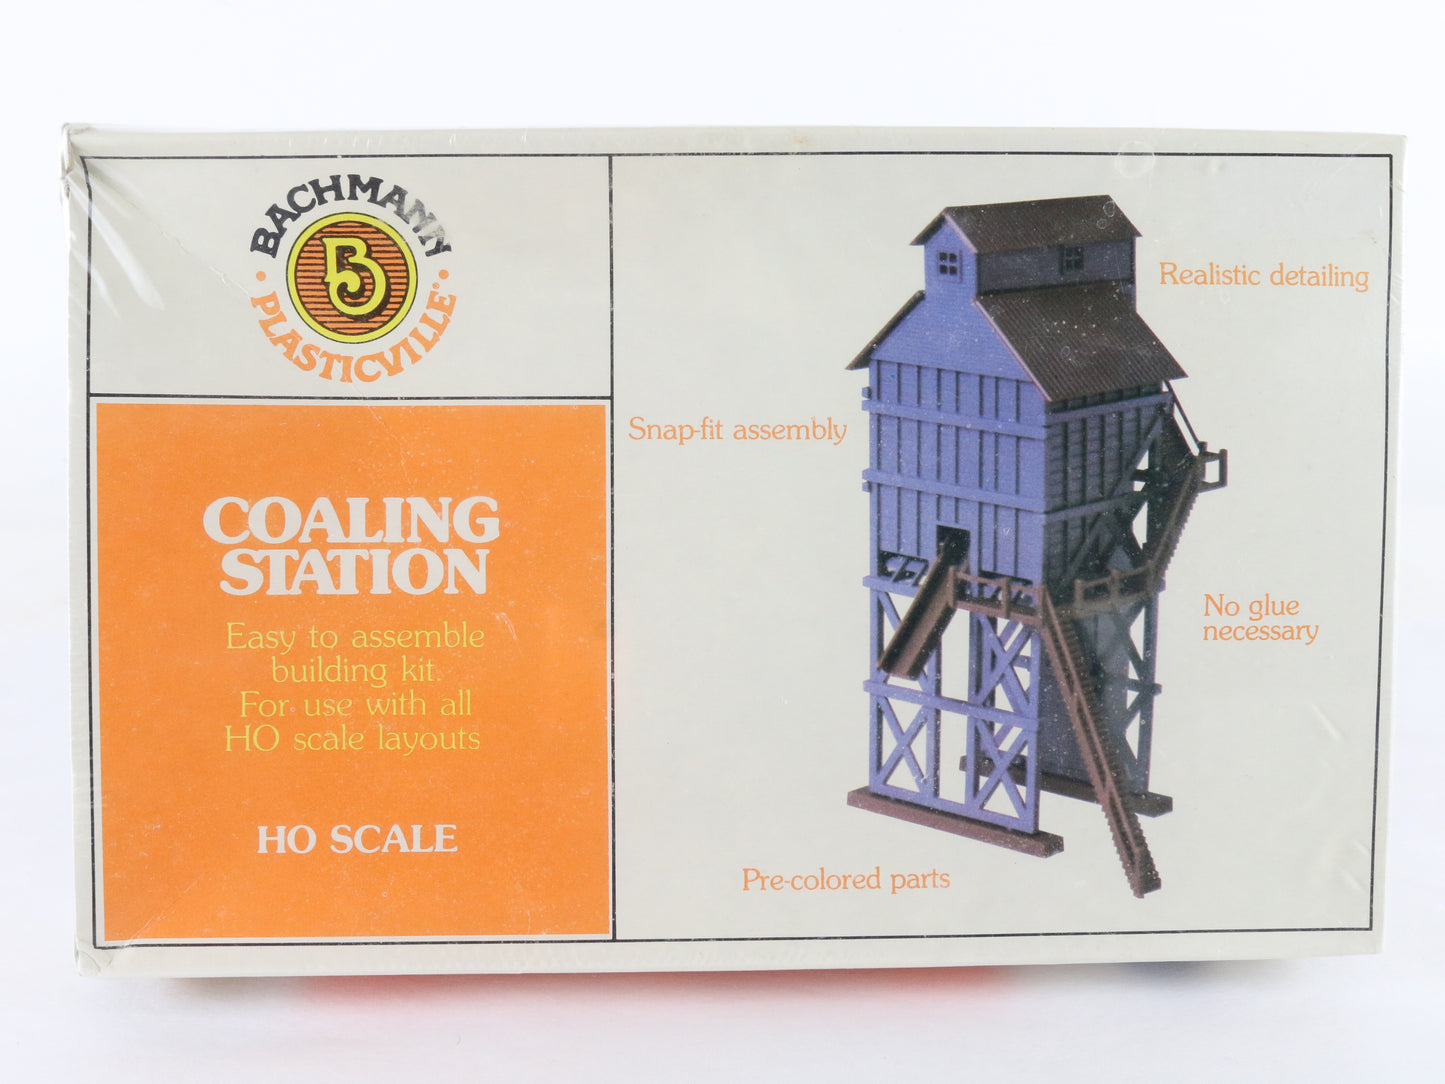 BACHMANN
B
• PLASTICVILLE® •
COALING
STATION
Easy to assemble
building kit.
For use with all
HO scale layouts
HO SCALE
Realistic detailing
Snap-fit assembly
No glue
necessary
Pre-colored parts